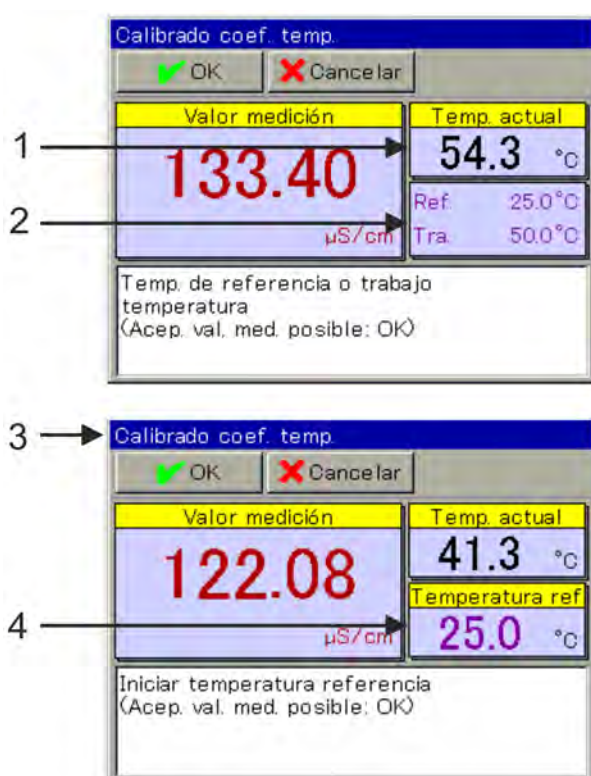 Calibrado coef. temp.
OK Cancelar
Valor medición Temp. actual
1
133.40 54.3 °C
2
Ref. 25.0°C
µS/cm Tra. 50.0°C
Temp. de referencia o trabajo
temperatura
(Acep. val. med. posible: OK)
3
Calibrado coef. temp.
OK Cancelar
Valor medición Temp. actual
122.08 41.3 °C
Temperatura ref
4
µS/cm 25.0 °C
Iniciar temperatura referencia
(Acep. val. med. posible: OK)